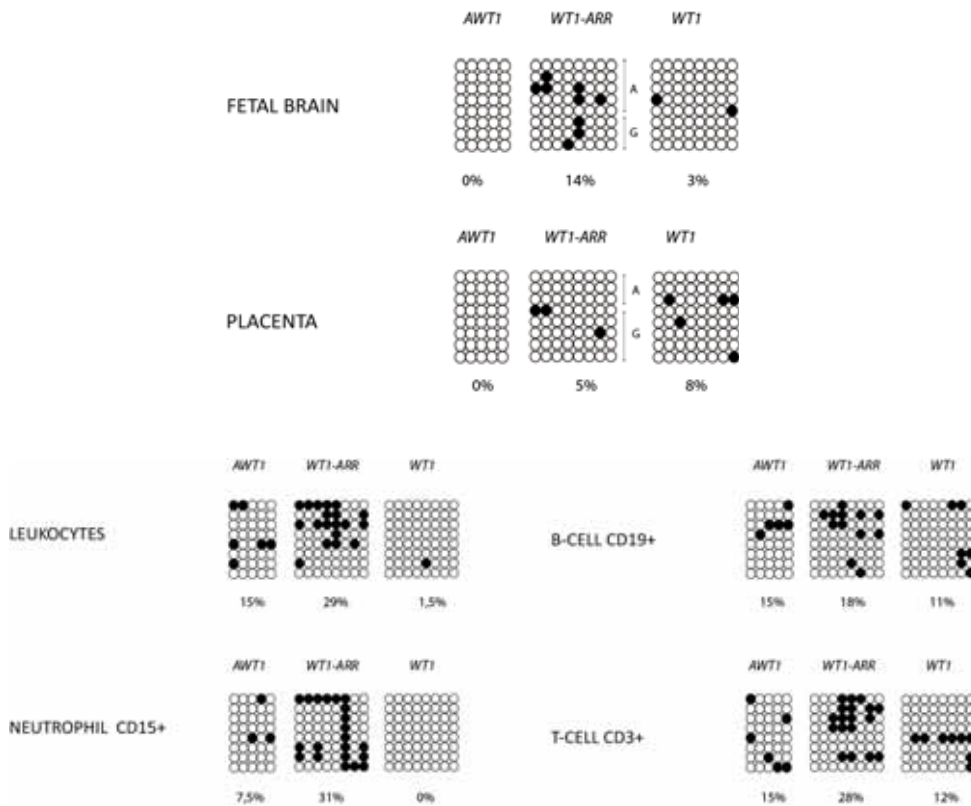 AWT1 WT1-ARR WT1
FETAL BRAIN
A
G
0% 14% 3%
AWT1 WT1-ARR WT1
PLACENTA
A
G
0% 5% 8%
AWT1 WT1-ARR WT1
LEUKOCYTES
15% 29% 1,5%
AWT1 WT1-ARR WT1
B-CELL CD19+
15% 18% 11%
AWT1 WT1-ARR WT1
NEUTROPHIL CD15+
7,5% 31% 0%
AWT1 WT1-ARR WT1
T-CELL CD3+
15% 28% 12%